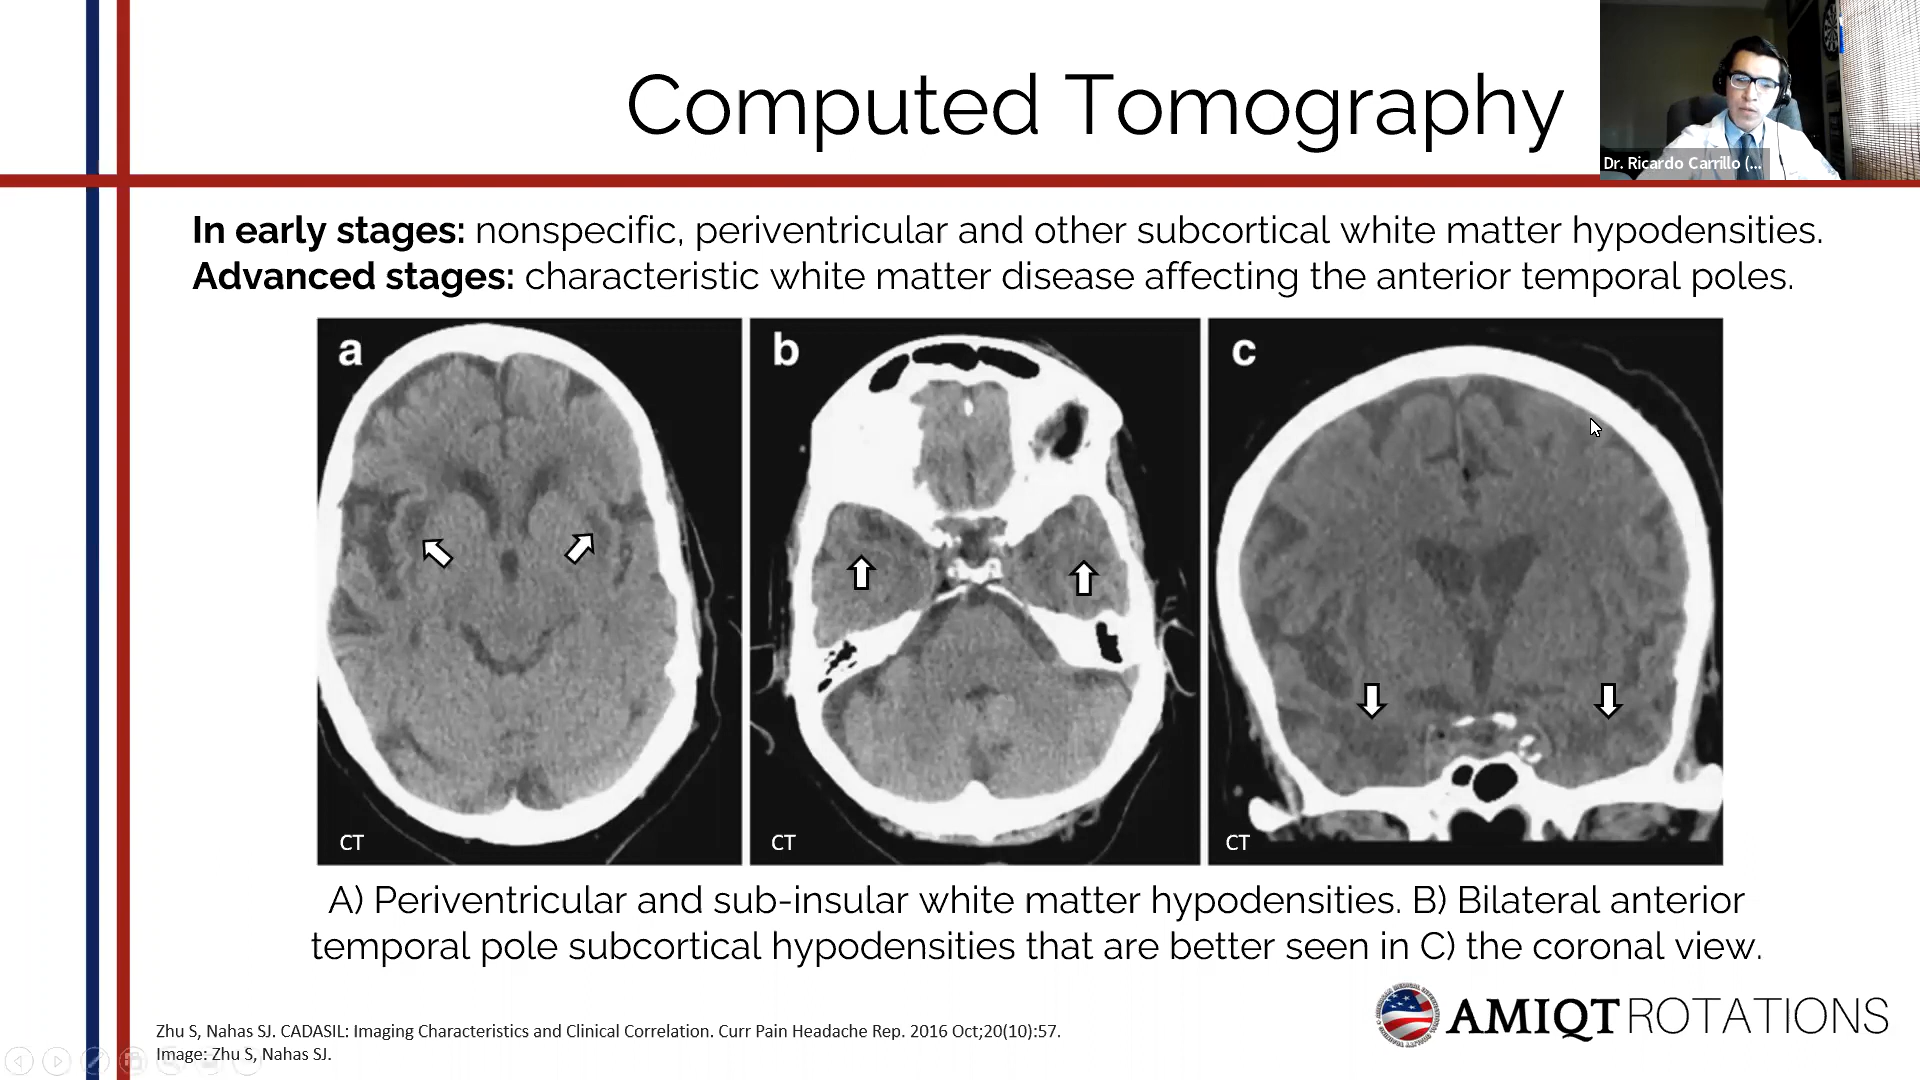 Computed Tomography
Dr. Ricardo Carrillo (...
In early stages: nonspecific, periventricular and other subcortical white matter hypodensities.
Advanced stages: characteristic white matter disease affecting the anterior temporal poles.
a
b
c
CT
CT
CT
A) Periventricular and sub-insular white matter hypodensities. B) Bilateral anterior
temporal pole subcortical hypodensities that are better seen in C) the coronal view.
AMIQT ROTATIONS
Zhu S, Nahas SJ. CADASIL: Imaging Characteristics and Clinical Correlation. Curr Pain Headache Rep. 2016 Oct;20(10):57.
Image: Zhu S, Nahas SJ.